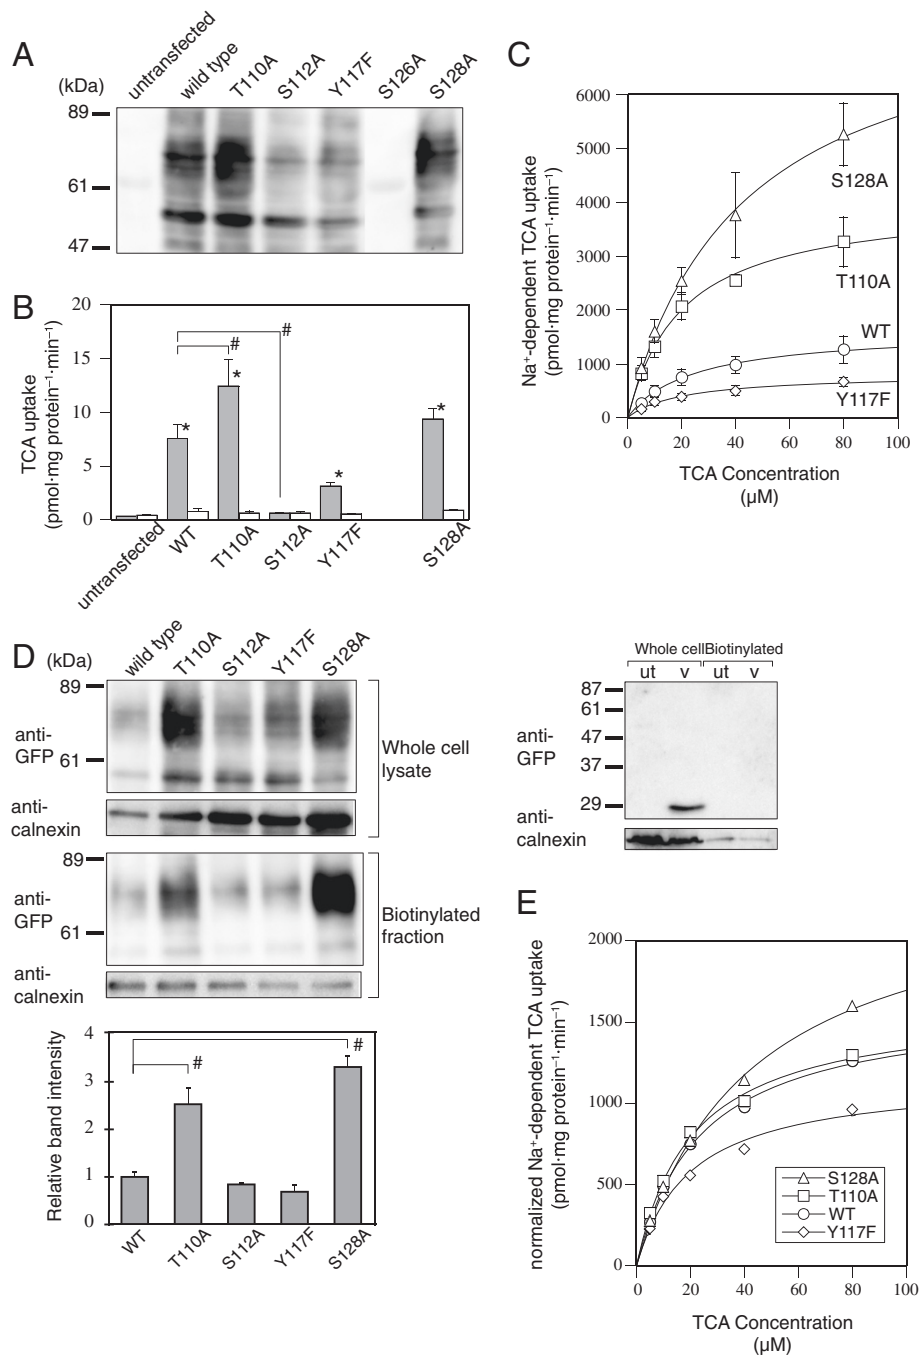 A
(kDa)
untransfected
wild type
T110A
S112A
Y117F
S126A
S128A
89
61
47
B
TCA uptake
(pmol·mg protein⁻¹·min⁻¹)
20
15
10
5
0
#
#
*
*
*
*
untransfected
WT
T110A
S112A
Y117F
S128A
C
Na⁺-dependent TCA uptake
(pmol·mg protein⁻¹·min⁻¹)
6000
5000
4000
3000
2000
1000
0
S128A
T110A
WT
Y117F
0 20 40 60 80 100
TCA Concentration
(µM)
D
(kDa)
wild type
T110A
S112A
Y117F
S128A
89
anti-
GFP
61
Whole cell
lysate
anti-
calnexin
89
anti-
GFP
61
Biotinylated
fraction
anti-
calnexin
Relative band intensity
4
3
2
1
0
#
#
WT
T110A
S112A
Y117F
S128A
Whole cell Biotinylated
ut v ut v
87
61
47
37
29
anti-
GFP
anti-
calnexin
E
normalized Na⁺-dependent TCA uptake
(pmol·mg protein⁻¹·min⁻¹)
2000
1500
1000
500
0
S128A
T110A
WT
Y117F
0 20 40 60 80 100
TCA Concentration
(µM)